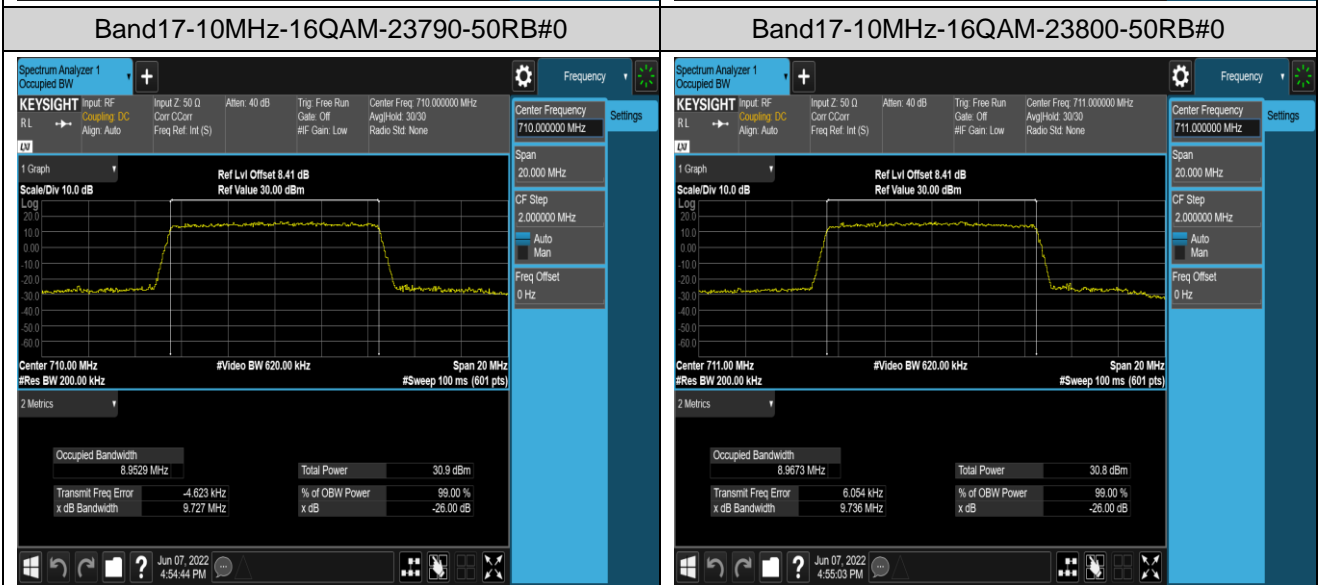 Band17-10MHz-16QAM-23790-50RB#0
Spectrum Analyzer 1
Occupied BW
+
Frequency
KEYSIGHT
RL
LXI
Input: RF
Coupling: DC
Align: Auto
Input Z: 50 Ω
Corr CCorr
Freq Ref: Int (S)
Atten: 40 dB
Trig: Free Run
Gate: Off
#IF Gain: Low
Center Freq: 710.000000 MHz
Avg|Hold: 30/30
Radio Std: None
Center Frequency
710.000000 MHz
Settings
Span
20.000 MHz
CF Step
2.000000 MHz
Auto
Man
Freq Offset
0 Hz
1 Graph
Ref Lvl Offset 8.41 dB
Scale/Div 10.0 dB
Ref Value 30.00 dBm
Log
20.0
10.0
0.00
-10.0
-20.0
-30.0
-40.0
-50.0
-60.0
Center 710.00 MHz
#Video BW 620.00 kHz
Span 20 MHz
#Res BW 200.00 kHz
#Sweep 100 ms (601 pts)
2 Metrics
Occupied Bandwidth
8.9529 MHz
Total Power 30.9 dBm
Transmit Freq Error -4.623 kHz
% of OBW Power 99.00 %
x dB Bandwidth 9.727 MHz
x dB -26.00 dB
?
Jun 07, 2022
4:54:44 PM
Band17-10MHz-16QAM-23800-50RB#0
Spectrum Analyzer 1
Occupied BW
+
Frequency
KEYSIGHT
RL
LXI
Input: RF
Coupling: DC
Align: Auto
Input Z: 50 Ω
Corr CCorr
Freq Ref: Int (S)
Atten: 40 dB
Trig: Free Run
Gate: Off
#IF Gain: Low
Center Freq: 711.000000 MHz
Avg|Hold: 30/30
Radio Std: None
Center Frequency
711.000000 MHz
Settings
Span
20.000 MHz
CF Step
2.000000 MHz
Auto
Man
Freq Offset
0 Hz
1 Graph
Ref Lvl Offset 8.41 dB
Scale/Div 10.0 dB
Ref Value 30.00 dBm
Log
20.0
10.0
0.00
-10.0
-20.0
-30.0
-40.0
-50.0
-60.0
Center 711.00 MHz
#Video BW 620.00 kHz
Span 20 MHz
#Res BW 200.00 kHz
#Sweep 100 ms (601 pts)
2 Metrics
Occupied Bandwidth
8.9673 MHz
Total Power 30.8 dBm
Transmit Freq Error 6.054 kHz
% of OBW Power 99.00 %
x dB Bandwidth 9.736 MHz
x dB -26.00 dB
?
Jun 07, 2022
4:55:03 PM